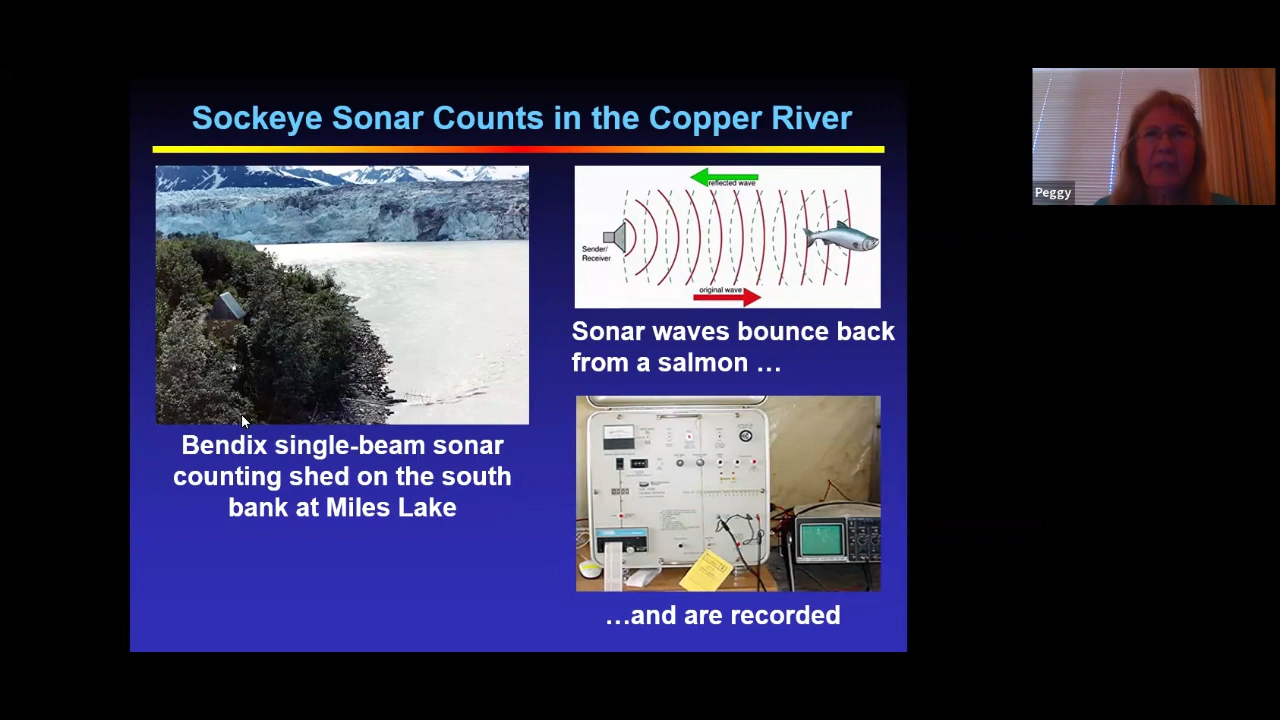 Sockeye Sonar Counts in the Copper River
reflected wave
Sender/
Receiver
original wave
Sonar waves bounce back
from a salmon …
Bendix single-beam sonar
counting shed on the south
bank at Miles Lake
…and are recorded
Peggy